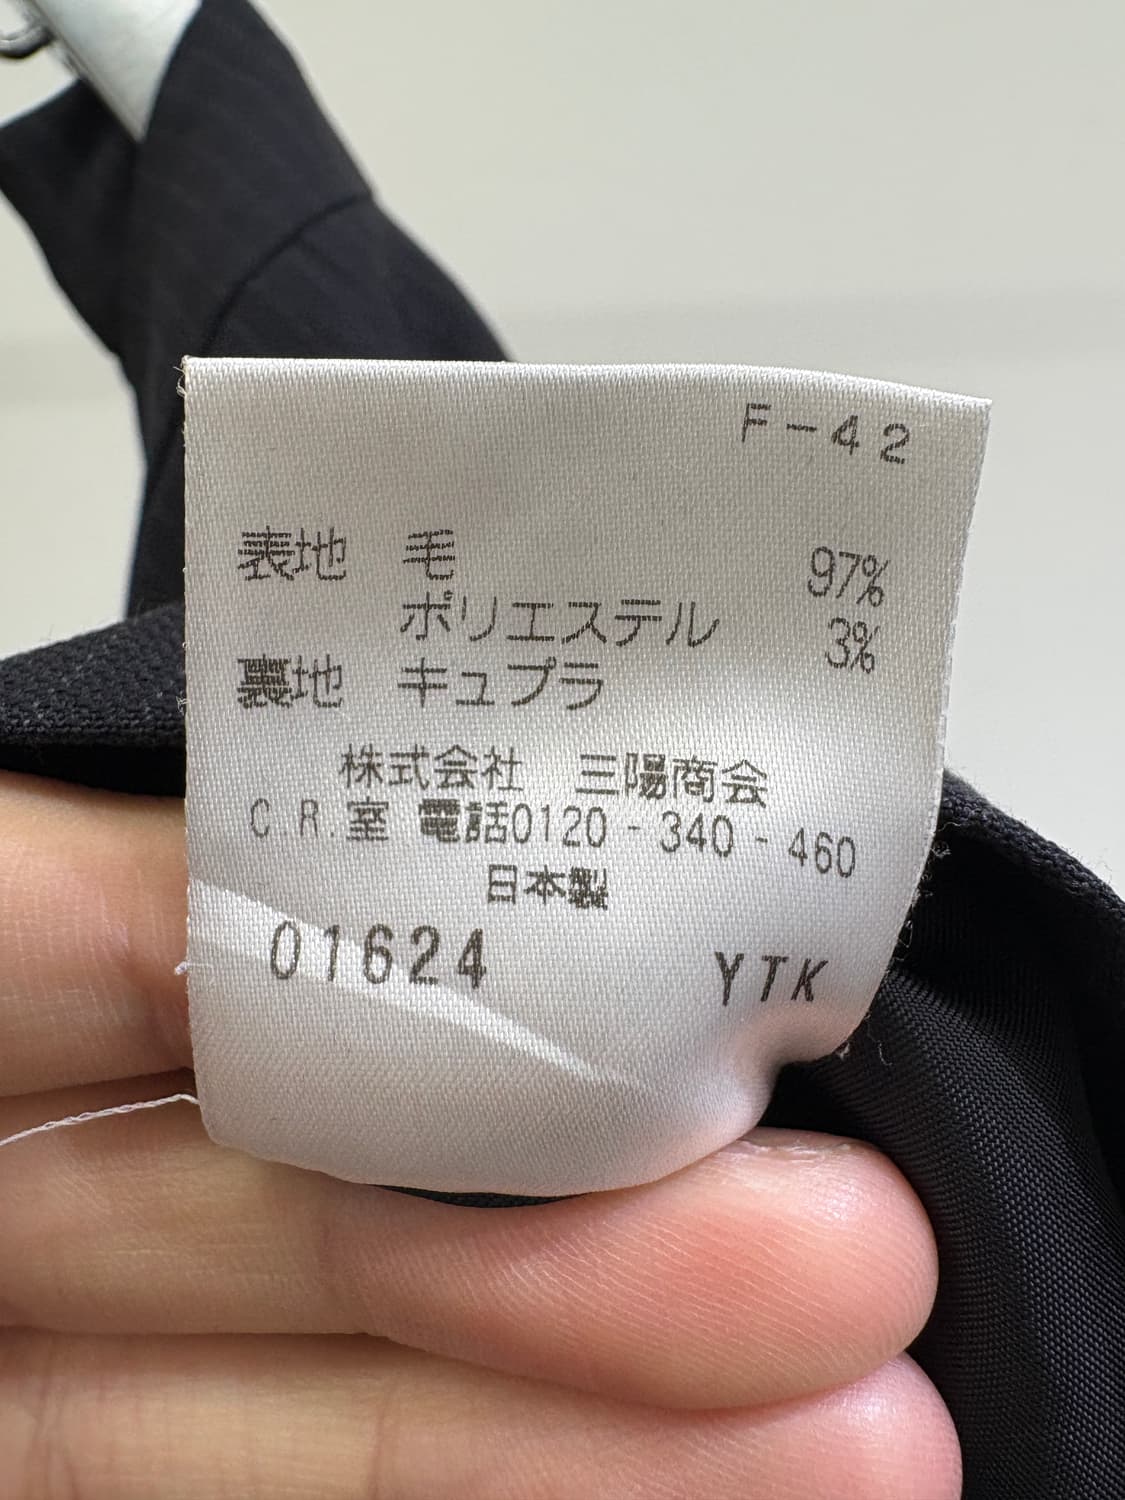 F-42
表地 毛 97%
ポリエステル 3%
裏地 キュプラ
株式会社 三陽商会
C.R.室 電話0120-340-460
日本製
01624 YTK